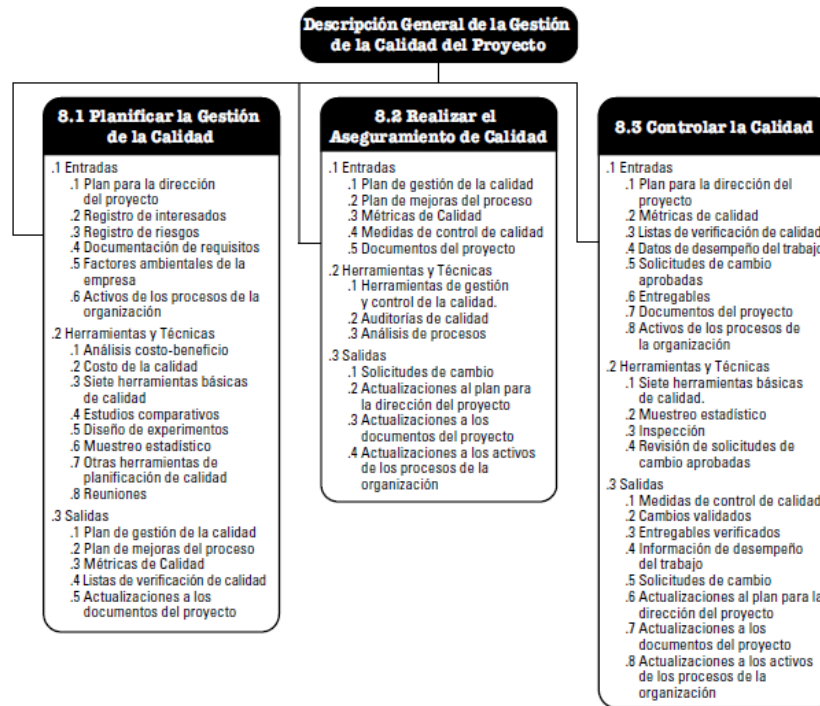 Descripción General de la Gestión
de la Calidad del Proyecto
8.1 Planificar la Gestión
de la Calidad
.1 Entradas
.1 Plan para la dirección
del proyecto
.2 Registro de interesados
.3 Registro de riesgos
.4 Documentación de requisitos
.5 Factores ambientales de la
empresa
.6 Activos de los procesos de la
organización
.2 Herramientas y Técnicas
.1 Análisis costo-beneficio
.2 Costo de la calidad
.3 Siete herramientas básicas
de calidad
.4 Estudios comparativos
.5 Diseño de experimentos
.6 Muestreo estadístico
.7 Otras herramientas de
planificación de calidad
.8 Reuniones
.3 Salidas
.1 Plan de gestión de la calidad
.2 Plan de mejoras del proceso
.3 Métricas de Calidad
.4 Listas de verificación de calidad
.5 Actualizaciones a los
documentos del proyecto
8.2 Realizar el
Aseguramiento de Calidad
.1 Entradas
.1 Plan de gestión de la calidad
.2 Plan de mejoras del proceso
.3 Métricas de Calidad
.4 Medidas de control de calidad
.5 Documentos del proyecto
.2 Herramientas y Técnicas
.1 Herramientas de gestión
y control de la calidad.
.2 Auditorías de calidad
.3 Análisis de procesos
.3 Salidas
.1 Solicitudes de cambio
.2 Actualizaciones al plan para
la dirección del proyecto
.3 Actualizaciones a los
documentos del proyecto
.4 Actualizaciones a los activos
de los procesos de la
organización
8.3 Controlar la Calidad
.1 Entradas
.1 Plan para la dirección del
proyecto
.2 Métricas de calidad
.3 Listas de verificación de calidad
.4 Datos de desempeño del trabajo
.5 Solicitudes de cambio
aprobadas
.6 Entregables
.7 Documentos del proyecto
.8 Activos de los procesos de
la organización
.2 Herramientas y Técnicas
.1 Siete herramientas básicas
de calidad.
.2 Muestreo estadístico
.3 Inspección
.4 Revisión de solicitudes de
cambio aprobadas
.3 Salidas
.1 Medidas de control de calidad
.2 Cambios validados
.3 Entregables verificados
.4 Información de desempeño
del trabajo
.5 Solicitudes de cambio
.6 Actualizaciones al plan para la
dirección del proyecto
.7 Actualizaciones a los
documentos del proyecto
.8 Actualizaciones a los activos
de los procesos de la
organización